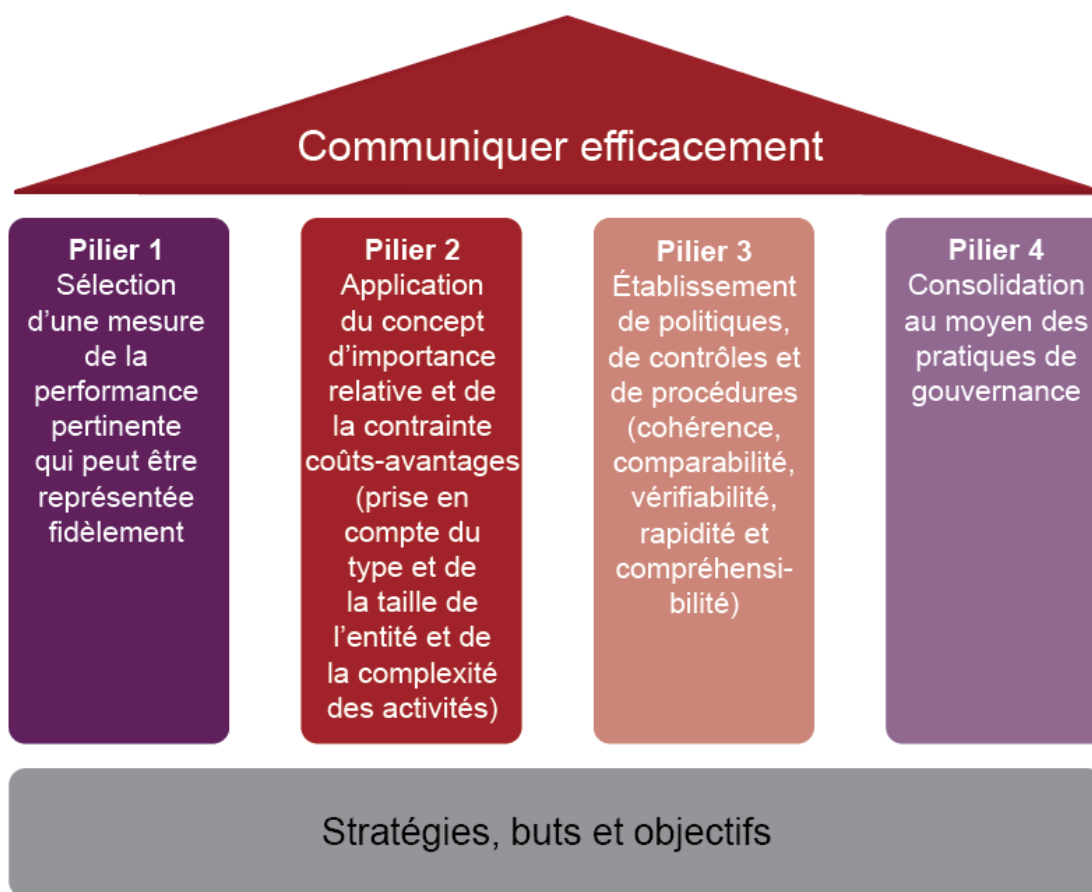 Communiquer efficacement
Pilier 1
Sélection
d'une mesure
de la
performance
pertinente
qui peut être
représentée
fidèlement
Pilier 2
Application
du concept
d'importance
relative et de
la contrainte
coûts-avantages
(prise en
compte du
type et de
la taille de
l'entité et de
la complexité
des activités)
Pilier 3
Établissement
de politiques,
de contrôles et
de procédures
(cohérence,
comparabilité,
vérifiabilité,
rapidité et
compréhensi-
bilité)
Pilier 4
Consolidation
au moyen des
pratiques de
gouvernance
Stratégies, buts et objectifs